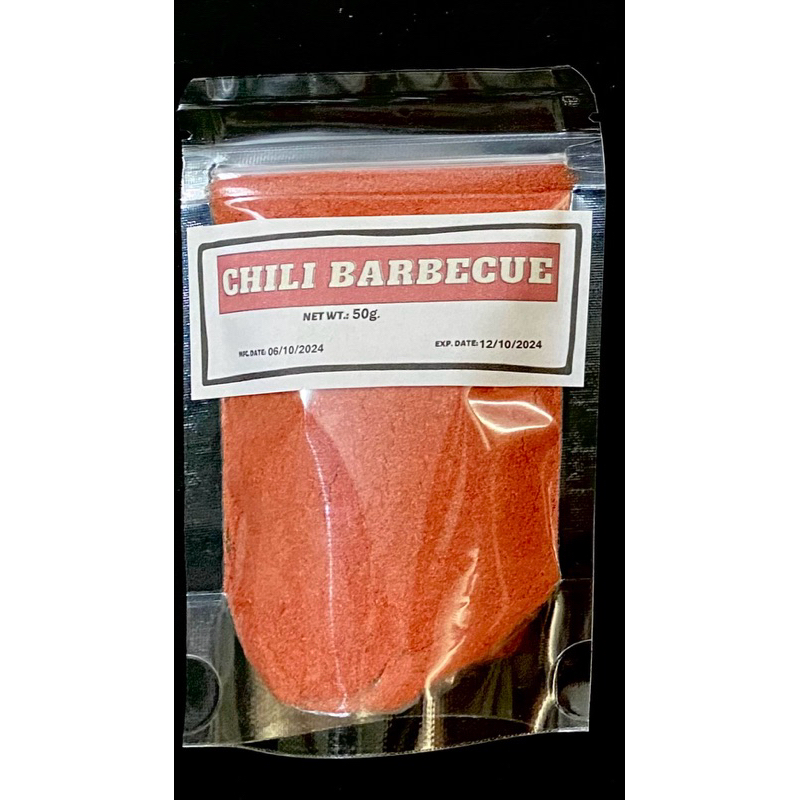 CHILI BARBECUE
NET WT.: 50g.
MFG. DATE: 06/10/2024 EXP. DATE: 12/10/2024